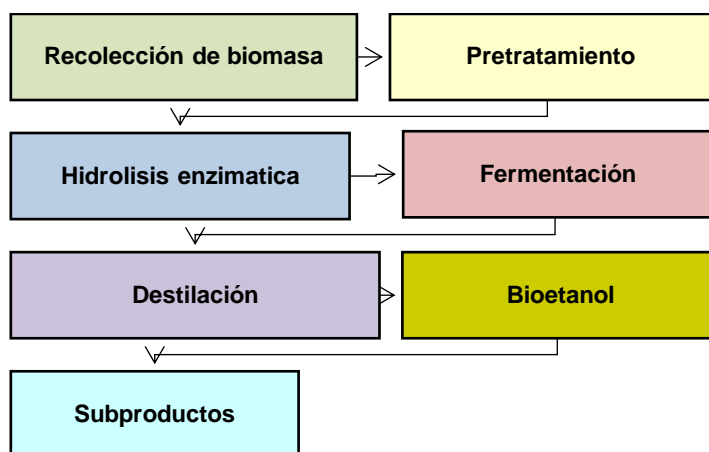 Recolección de biomasa
Pretratamiento
Hidrolisis enzimatica
Fermentación
Destilación
Bioetanol
Subproductos